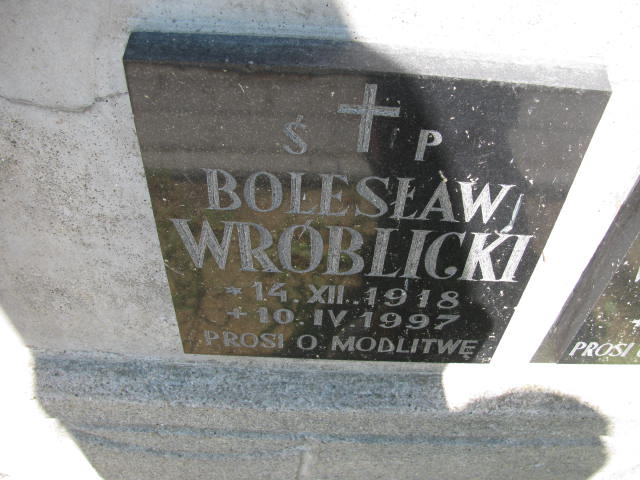 Ś P
BOLESŁAW
WRÓBLICKI
* 14.XII.1918
+ 10.IV.1997
PROSI O MODLITWĘ
PROSI